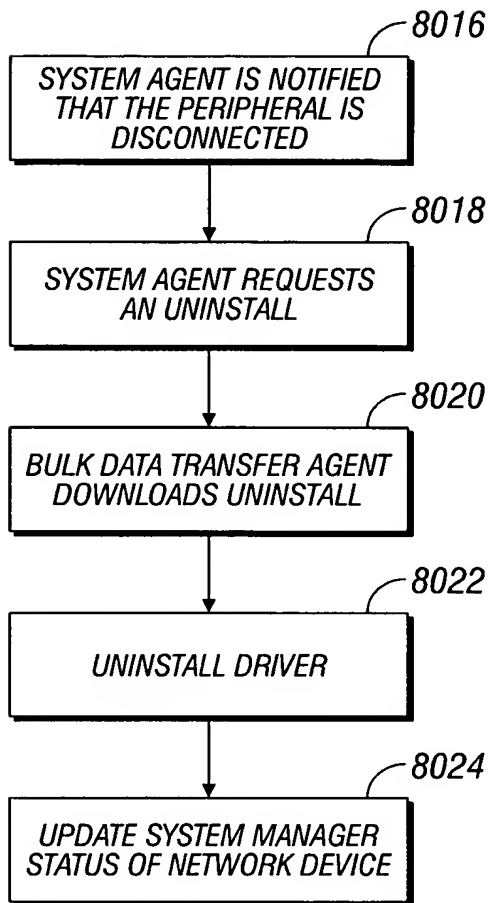 8016
SYSTEM AGENT IS NOTIFIED
THAT THE PERIPHERAL IS
DISCONNECTED
8018
SYSTEM AGENT REQUESTS
AN UNINSTALL
8020
BULK DATA TRANSFER AGENT
DOWNLOADS UNINSTALL
8022
UNINSTALL DRIVER
8024
UPDATE SYSTEM MANAGER
STATUS OF NETWORK DEVICE